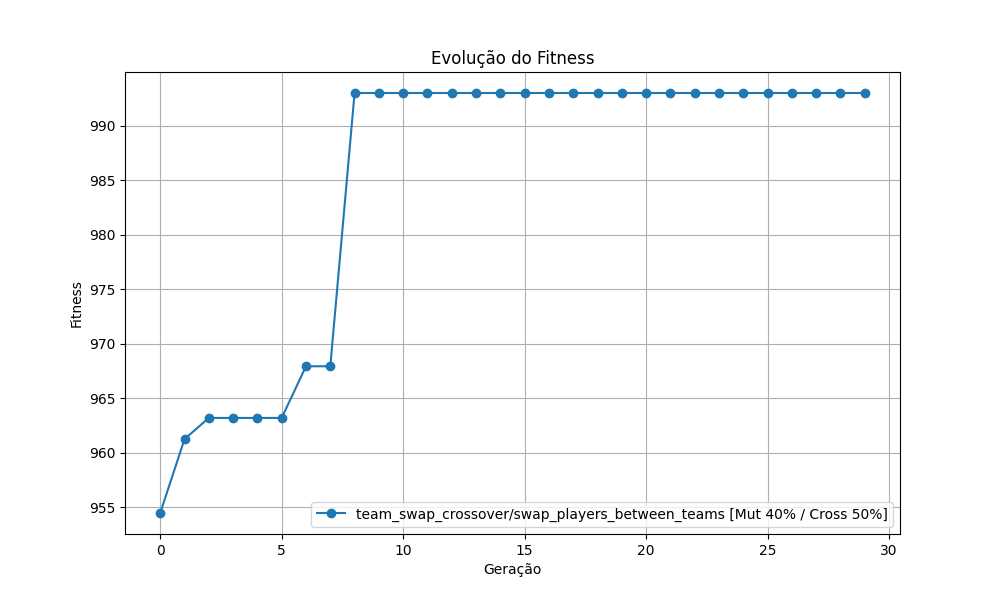 Evolução do Fitness
Fitness
990
985
980
975
970
965
960
955
team_swap_crossover/swap_players_between_teams [Mut 40% / Cross 50%]
0 5 10 15 20 25 30
Geração